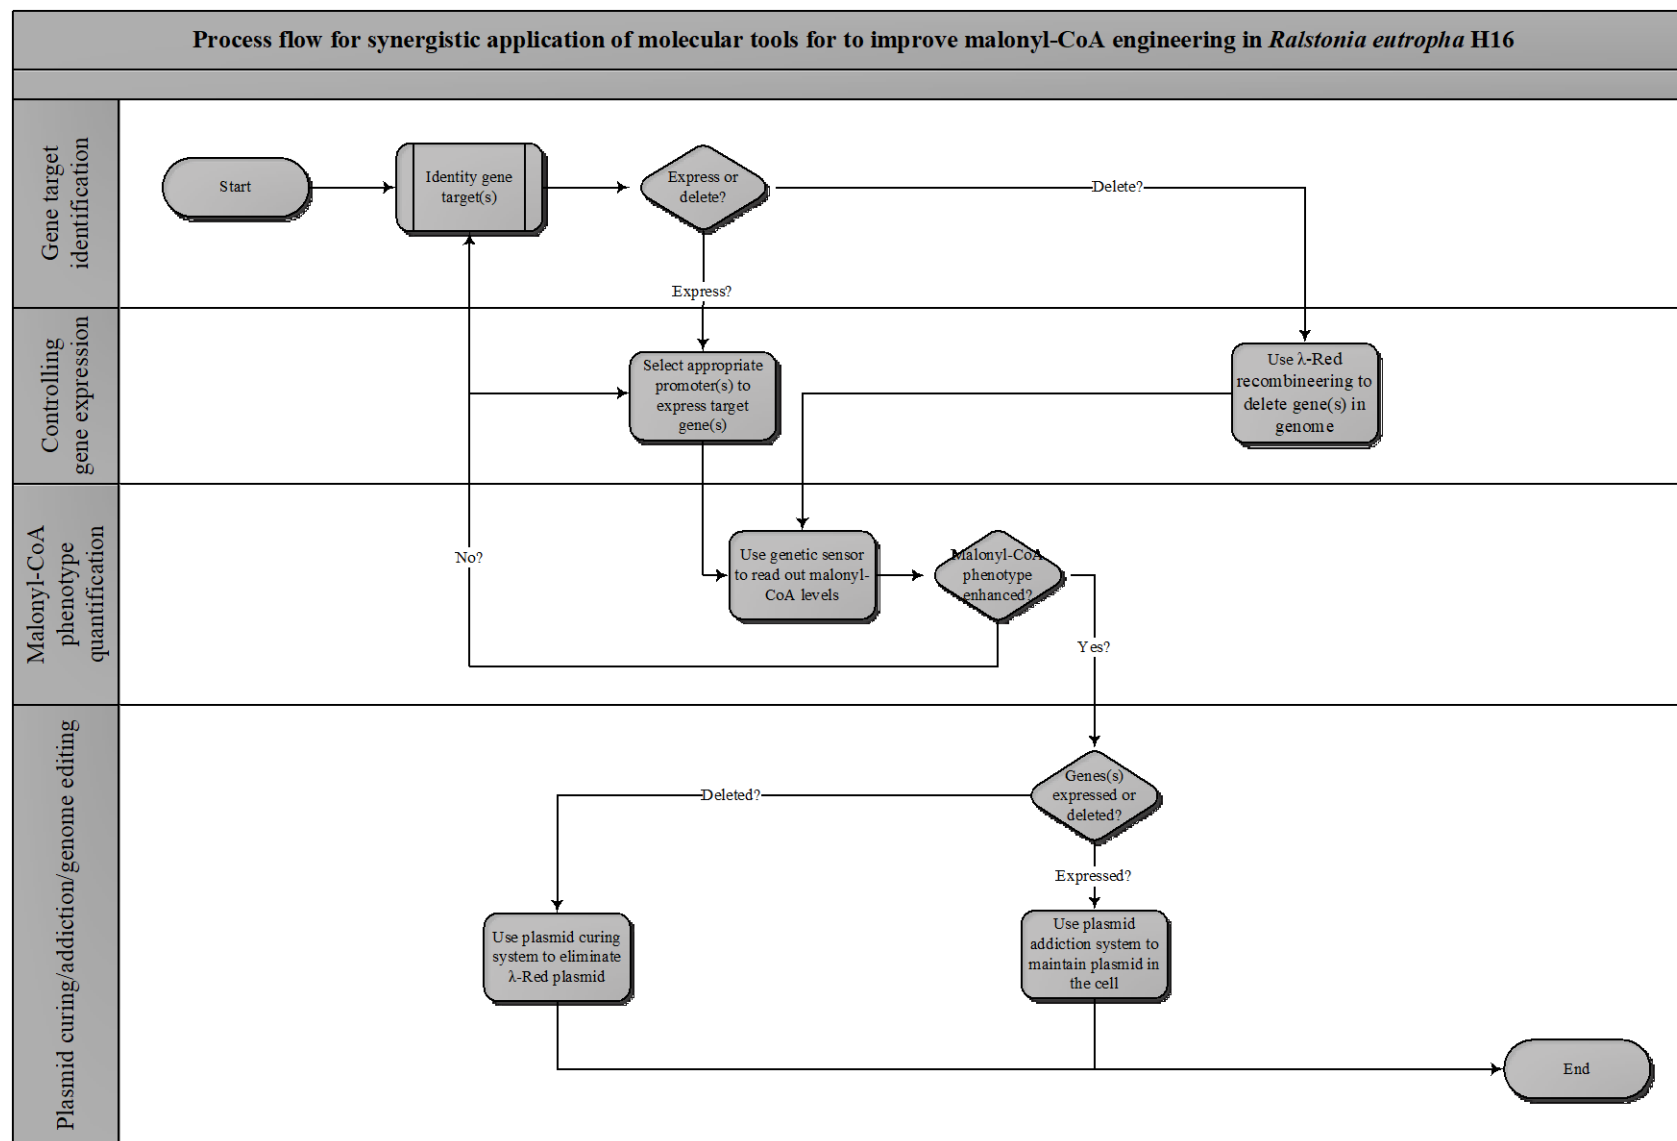 Process flow for synergistic application of molecular tools for to improve malonyl-CoA engineering in Ralstonia eutropha H16
Gene target
identification
Start
Identity gene
target(s)
Express or
delete?
Delete?
Express?
Controlling
gene expression
Select appropriate
promoter(s) to
express target
gene(s)
Use λ-Red
recombineering to
delete gene(s) in
genome
Malonyl-CoA
phenotype
quantification
No?
Use genetic sensor
to read out malonyl-
CoA levels
Malonyl-CoA
phenotype
enhanced?
Yes?
Plasmid curing/addiction/genome editing
Genes(s)
expressed or
deleted?
Deleted?
Expressed?
Use plasmid curing
system to eliminate
λ-Red plasmid
Use plasmid
addiction system to
maintain plasmid in
the cell
End